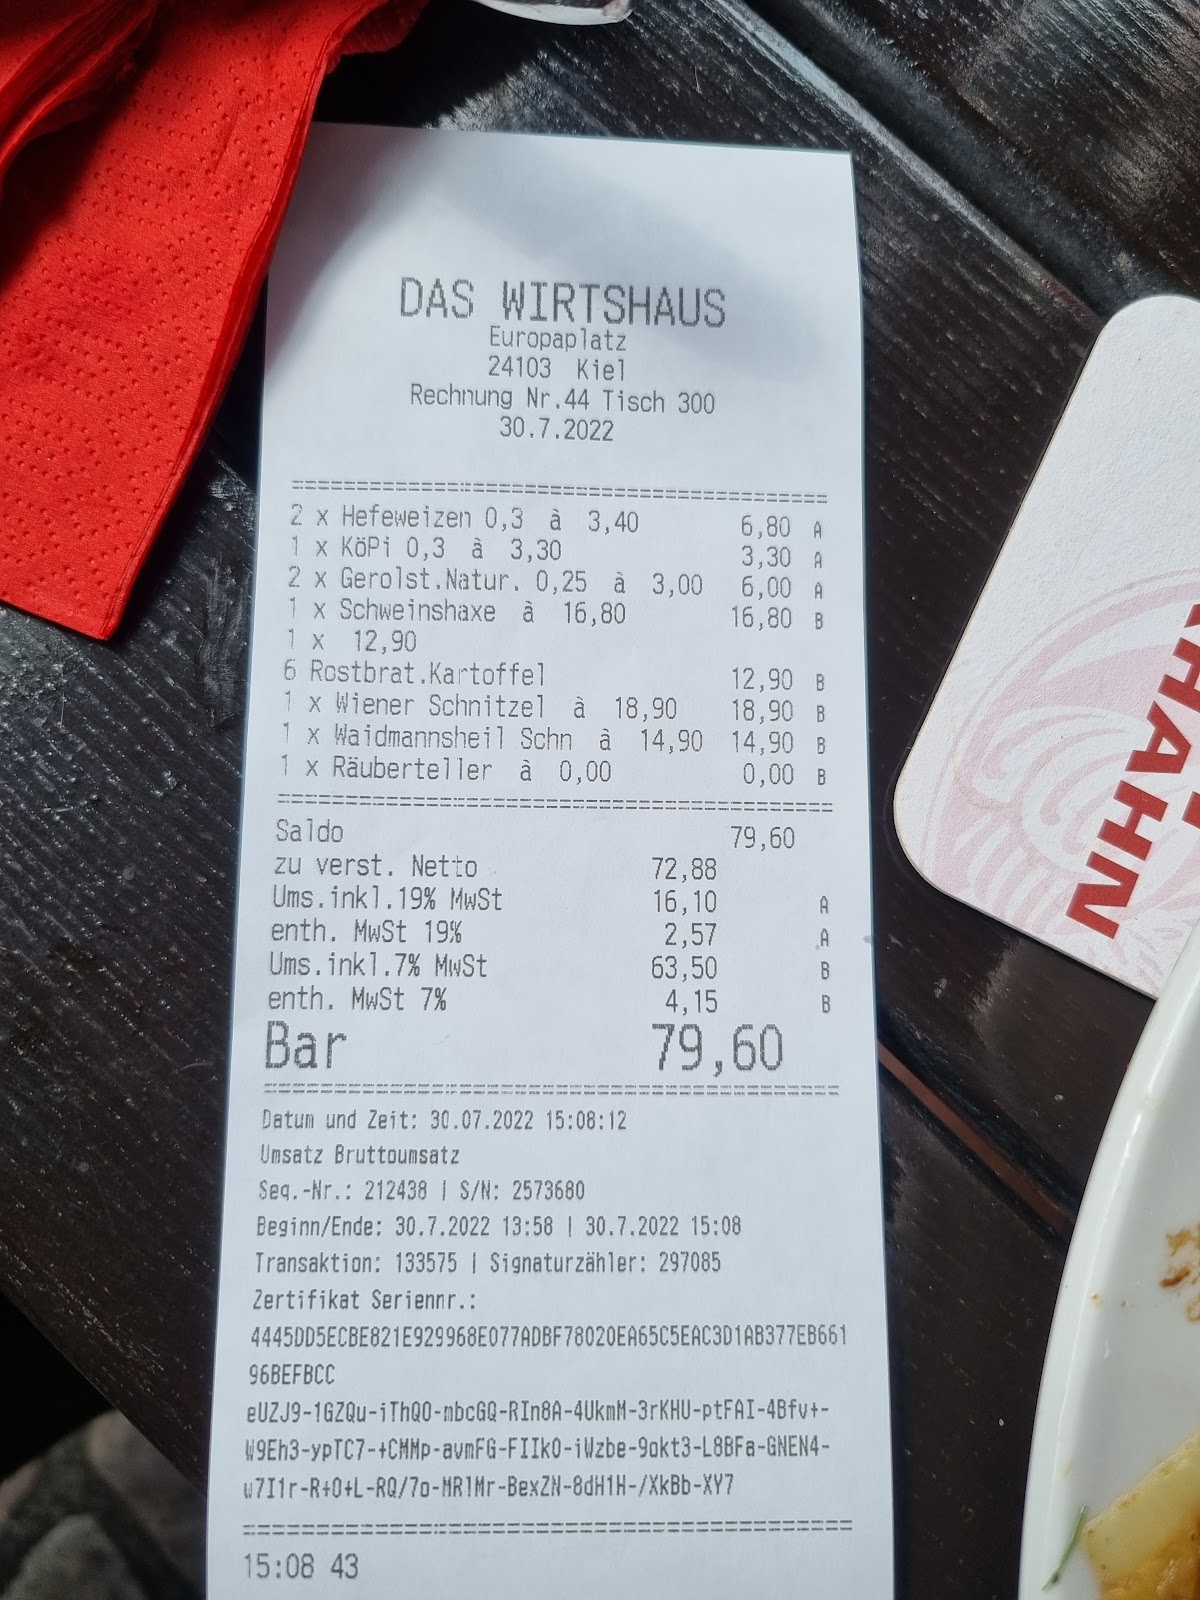 DAS WIRTSHAUS
Europaplatz
24103 Kiel
Rechnung Nr.44 Tisch 300
30.7.2022
2 x Hefeweizen 0,3 à 3,40 6,80 A
1 x KöPi 0,3 à 3,30 3,30 A
2 x Gerolst.Natur. 0,25 à 3,00 6,00 A
1 x Schweinshaxe à 16,80 16,80 B
1 x 12,90
6 Rostbrat.Kartoffel 12,90 B
1 x Wiener Schnitzel à 18,90 18,90 B
1 x Waidmannsheil Schn à 14,90 14,90 B
1 x Räuberteller à 0,00 0,00 B
Saldo 79,60
zu verst. Netto 72,88
Ums.inkl.19% MwSt 16,10 A
enth. MwSt 19% 2,57 A
Ums.inkl.7% MwSt 63,50 B
enth. MwSt 7% 4,15 B
Bar 79,60
Datum und Zeit: 30.07.2022 15:08:12
Umsatz Bruttoumsatz
Seq.-Nr.: 212438 | S/N: 2573680
Beginn/Ende: 30.7.2022 13:58 | 30.7.2022 15:08
Transaktion: 133575 | Signaturzähler: 297085
Zertifikat Seriennr.:
4445DD5ECBE821E929968E077ADBF78020EA65C5EAC3D1AB377EB661
96BEFBCC
eUZJ9-1GZQu-iThQ0-mbcGQ-RIn8A-4UkmM-3rKHU-ptFAI-4Bfv+-
W9Eh3-ypTC7-+CMMp-avmFG-FIIkO-iWzbe-9okt3-L8BFa-GNEN4-
w7I1r-R+O+L-RQ/7o-MR1Mr-BexZN-8dH1H-/XkBb-XY7
15:08 43
HAHN